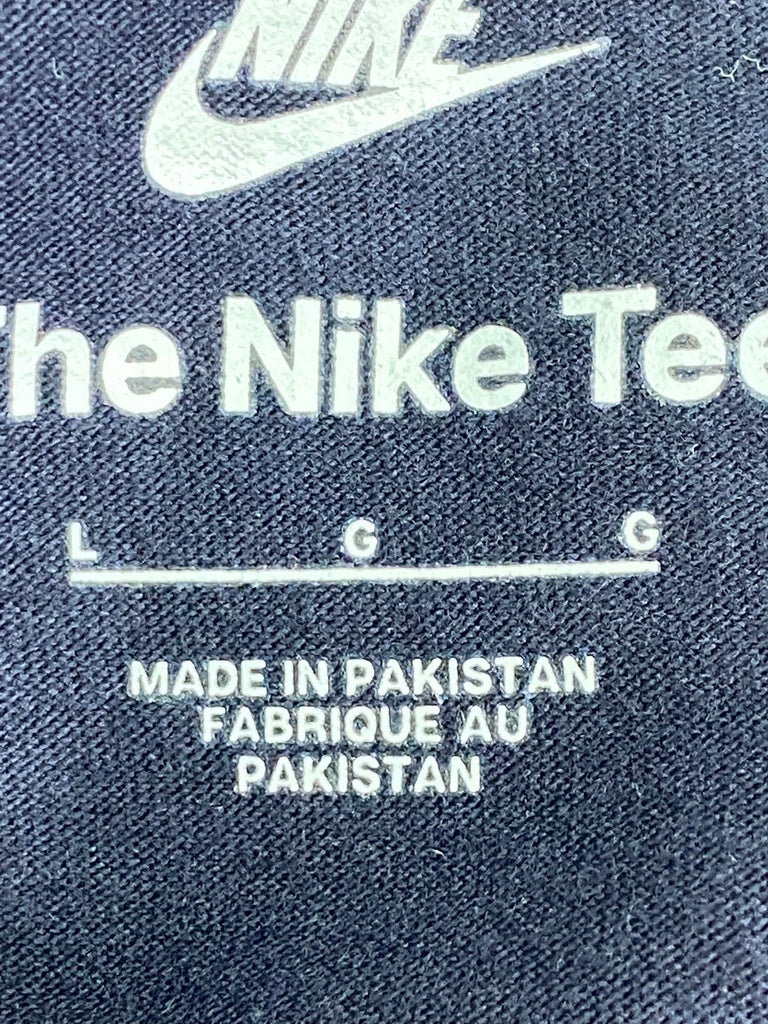 NIKE
The Nike Tee
L G G
MADE IN PAKISTAN
FABRIQUE AU
PAKISTAN